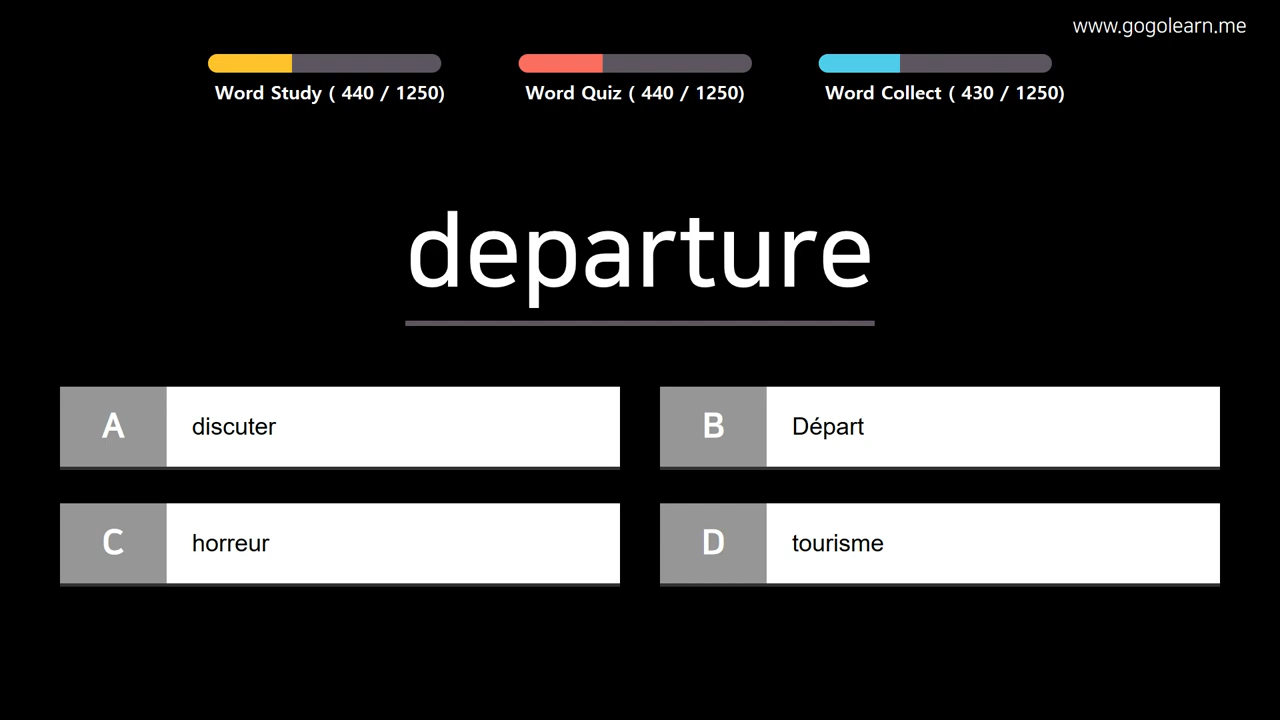 www.gogolearn.me
Word Study ( 440 / 1250)
Word Quiz ( 440 / 1250)
Word Collect ( 430 / 1250)
departure
A discuter
B Départ
C horreur
D tourisme